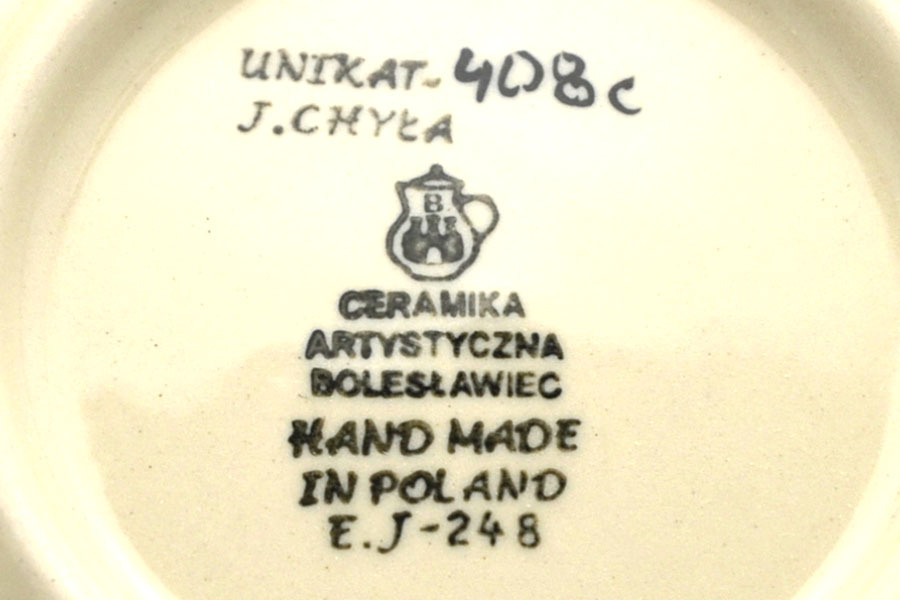 UNIKAT-408c
J.CHYŁA
B
CERAMIKA
ARTYSTYCZNA
BOLESŁAWIEC
HAND MADE
IN POLAND
E.J-248